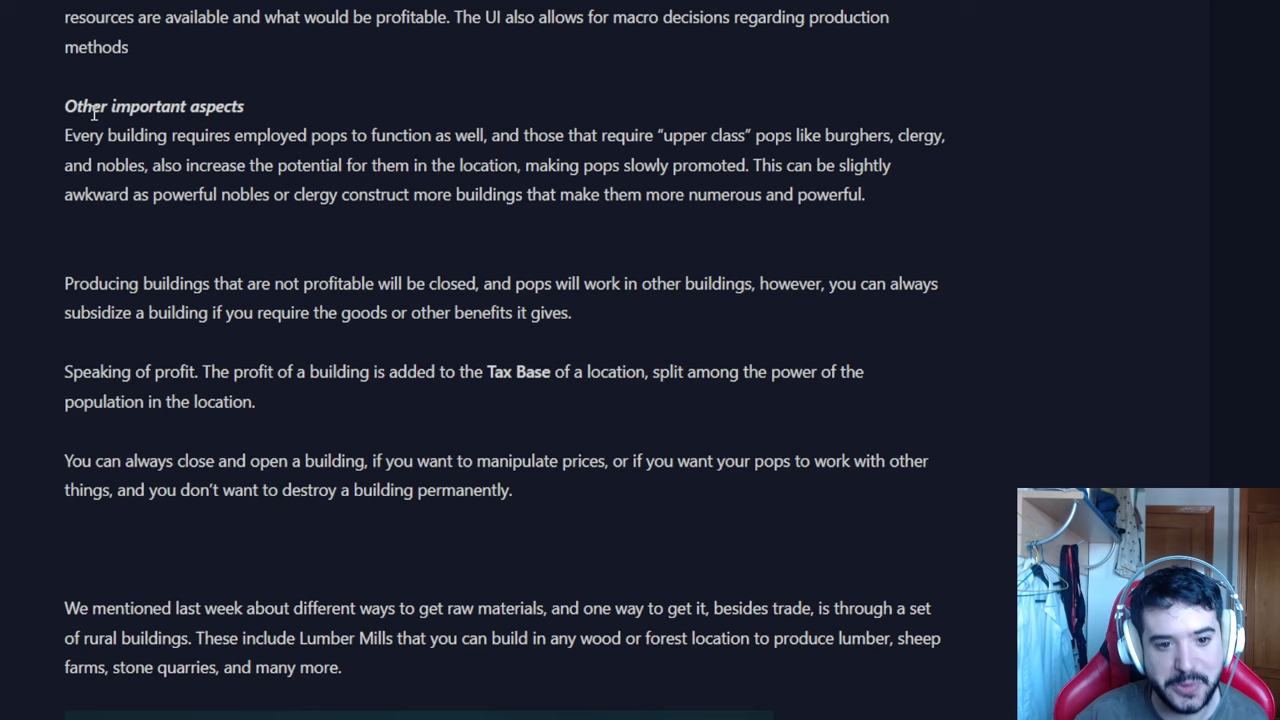 resources are available and what would be profitable. The UI also allows for macro decisions regarding production
methods
Other important aspects
Every building requires employed pops to function as well, and those that require “upper class” pops like burghers, clergy,
and nobles, also increase the potential for them in the location, making pops slowly promoted. This can be slightly
awkward as powerful nobles or clergy construct more buildings that make them more numerous and powerful.
Producing buildings that are not profitable will be closed, and pops will work in other buildings, however, you can always
subsidize a building if you require the goods or other benefits it gives.
Speaking of profit. The profit of a building is added to the Tax Base of a location, split among the power of the
population in the location.
You can always close and open a building, if you want to manipulate prices, or if you want your pops to work with other
things, and you don’t want to destroy a building permanently.
We mentioned last week about different ways to get raw materials, and one way to get it, besides trade, is through a set
of rural buildings. These include Lumber Mills that you can build in any wood or forest location to produce lumber, sheep
farms, stone quarries, and many more.